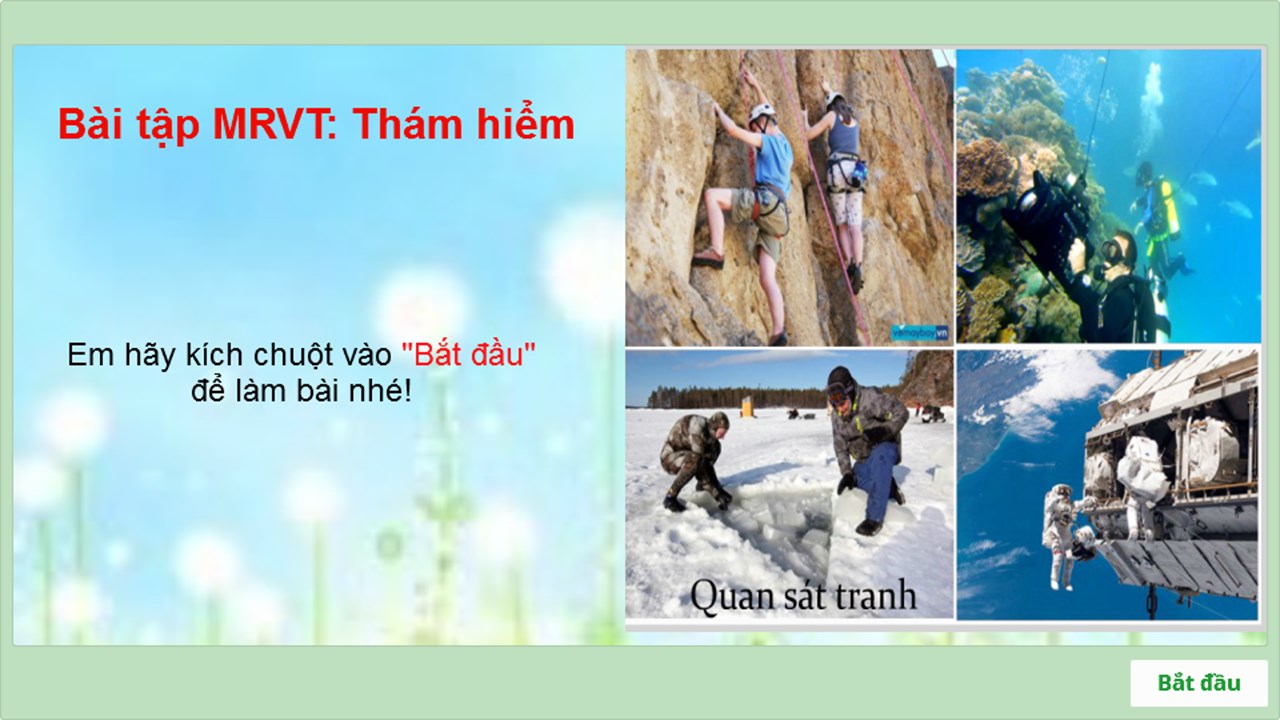 Bài tập MRVT: Thám hiểm
Em hãy kích chuột vào "Bắt đầu"
để làm bài nhé!
vemaybay.vn
Quan sát tranh
Bắt đầu